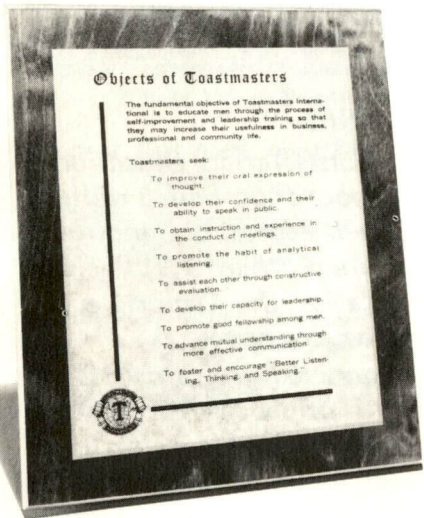 Objects of Toastmasters
The fundamental objective of Toastmasters Interna-
tional is to educate men through the process of
self-improvement and leadership training so that
they may increase their usefulness in business,
professional and community life.
Toastmasters seek:
To improve their oral expression of
thought.
To develop their confidence and their
ability to speak in public.
To obtain instruction and experience in
the conduct of meetings.
To promote the habit of analytical
listening.
To assist each other through constructive
evaluation.
To develop their capacity for leadership.
To promote good fellowship among men.
To advance mutual understanding through
more effective communication.
To foster and encourage "Better Listen-
ing, Thinking, and Speaking."
T